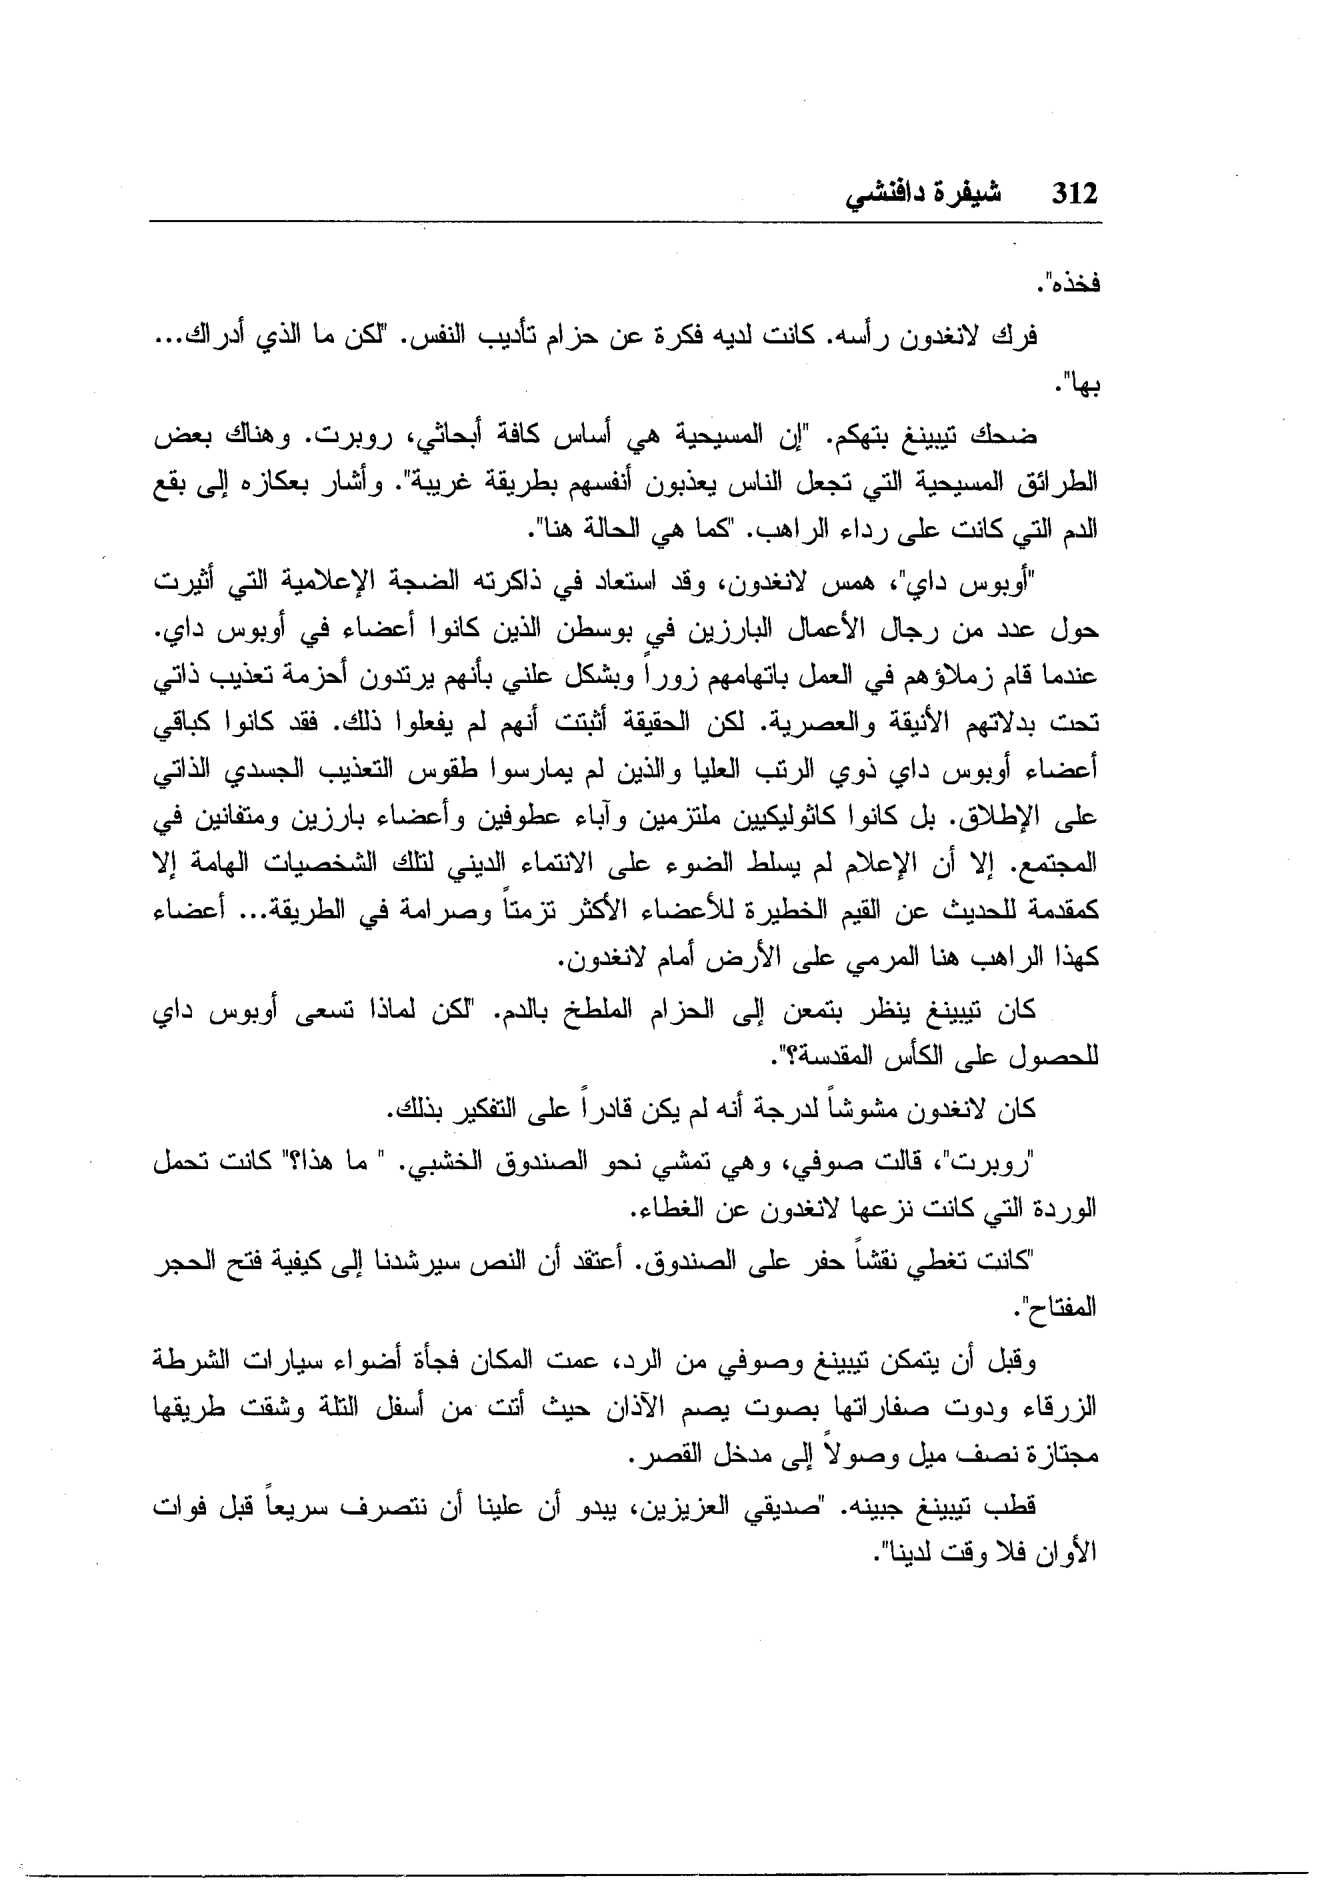 312 شيفرة دافنشي
فخذه".
فرك لانغدون رأسه. كانت لديه فكرة عن حزام تأديب النفس. "لكن ما الذي أدراك...
بها".
ضحك تيبينغ بتهكم. "إن المسيحية هي أساس كافة أبحاثي، روبرت. وهناك بعض
الطرائق المسيحية التي تجعل الناس يعذبون أنفسهم بطريقة غريبة". وأشار بعكازه إلى بقع
الدم التي كانت على رداء الراهب. "كما هي الحالة هنا".
"أوبوس داي"، همس لانغدون، وقد استعاد في ذاكرته الضجة الإعلامية التي أثيرت
حول عدد من رجال الأعمال البارزين في بوسطن الذين كانوا أعضاء في أوبوس داي.
عندما قام زملاؤهم في العمل باتهامهم زوراً وبشكل علني بأنهم يرتدون أحزمة تعذيب ذاتي
تحت بدلاتهم الأنيقة والعصرية. لكن الحقيقة أثبتت أنهم لم يفعلوا ذلك. فقد كانوا كباقي
أعضاء أوبوس داي ذوي الرتب العليا والذين لم يمارسوا طقوس التعذيب الجسدي الذاتي
على الإطلاق. بل كانوا كاثوليكيين ملتزمين وآباء عطوفين وأعضاء بارزين ومتفانين في
المجتمع. إلا أن الإعلام لم يسلط الضوء على الانتماء الديني لتلك الشخصيات الهامة إلا
كمقدمة للحديث عن القيم الخطيرة للأعضاء الأكثر تزمتاً وصرامة في الطريقة... أعضاء
كهذا الراهب هنا المرمي على الأرض أمام لانغدون.
كان تيبينغ ينظر بتمعن إلى الحزام الملطخ بالدم. "لكن لماذا تسعى أوبوس داي
للحصول على الكأس المقدسة؟".
كان لانغدون مشوشاً لدرجة أنه لم يكن قادراً على التفكير بذلك.
"روبرت"، قالت صوفي، وهي تمشي نحو الصندوق الخشبي. " ما هذا؟" كانت تحمل
الوردة التي كانت نزعها لانغدون عن الغطاء.
"كانت تغطي نقشاً حفر على الصندوق. أعتقد أن النص سيرشدنا إلى كيفية فتح الحجر
المفتاح".
وقبل أن يتمكن تيبينغ وصوفي من الرد، عمت المكان فجأة أضواء سيارات الشرطة
الزرقاء ودوت صفاراتها بصوت يصم الآذان حيث أتت من أسفل التلة وشقت طريقها
مجتازة نصف ميل وصولاً إلى مدخل القصر.
قطب تيبينغ جبينه. "صديقي العزيزين، يبدو أن علينا أن نتصرف سريعاً قبل فوات
الأوان فلا وقت لدينا".